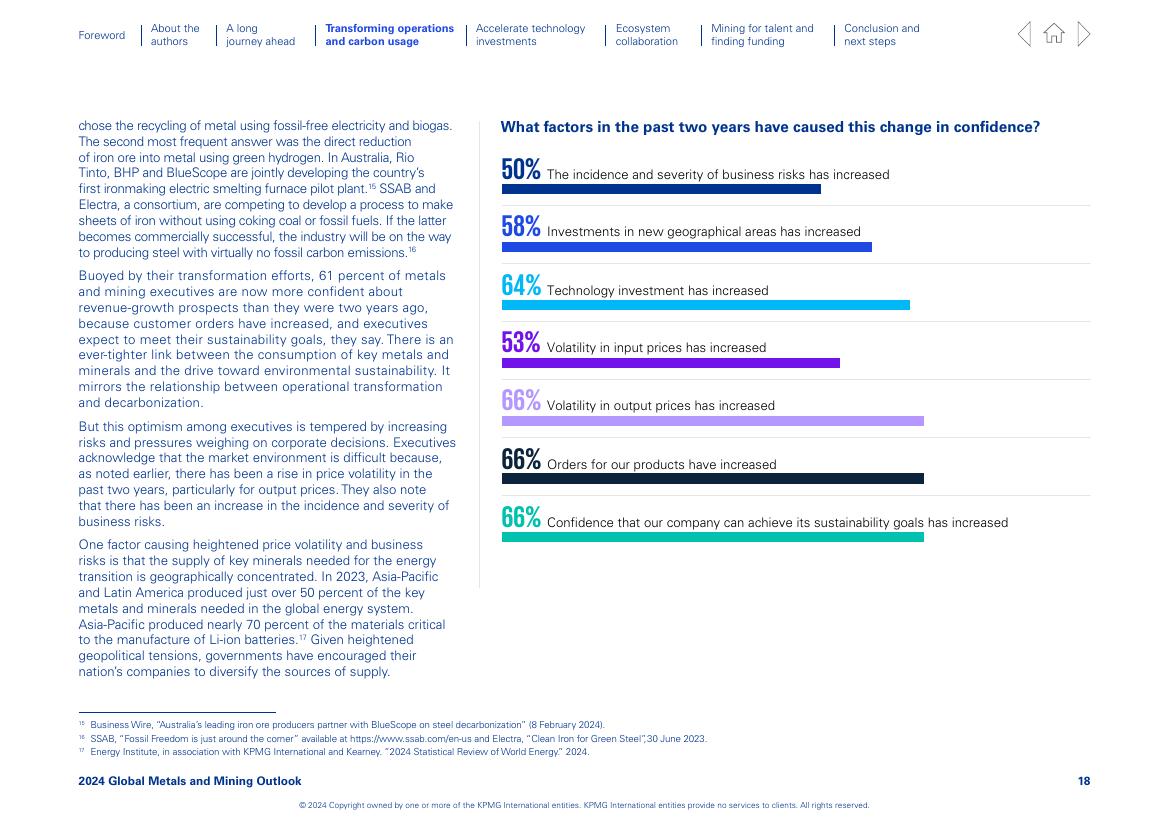 Foreword
About the
authors
A long
journey ahead
Transforming operations
and carbon usage
Accelerate technology
investments
Ecosystem
collaboration
Mining for talent and
finding funding
Conclusion and
next steps
chose the recycling of metal using fossil-free electricity and biogas.
The second most frequent answer was the direct reduction
of iron ore into metal using green hydrogen. In Australia, Rio
Tinto, BHP and BlueScope are jointly developing the country's
first ironmaking electric smelting furnace pilot plant.¹⁵ SSAB and
Electra, a consortium, are competing to develop a process to make
sheets of iron without using coking coal or fossil fuels. If the latter
becomes commercially successful, the industry will be on the way
to producing steel with virtually no fossil carbon emissions.¹⁶
Buoyed by their transformation efforts, 61 percent of metals
and mining executives are now more confident about
revenue-growth prospects than they were two years ago,
because customer orders have increased, and executives
expect to meet their sustainability goals, they say. There is an
ever-tighter link between the consumption of key metals and
minerals and the drive toward environmental sustainability. It
mirrors the relationship between operational transformation
and decarbonization.
But this optimism among executives is tempered by increasing
risks and pressures weighing on corporate decisions. Executives
acknowledge that the market environment is difficult because,
as noted earlier, there has been a rise in price volatility in the
past two years, particularly for output prices. They also note
that there has been an increase in the incidence and severity of
business risks.
One factor causing heightened price volatility and business
risks is that the supply of key minerals needed for the energy
transition is geographically concentrated. In 2023, Asia-Pacific
and Latin America produced just over 50 percent of the key
metals and minerals needed in the global energy system.
Asia-Pacific produced nearly 70 percent of the materials critical
to the manufacture of Li-ion batteries.¹⁷ Given heightened
geopolitical tensions, governments have encouraged their
nation's companies to diversify the sources of supply.
What factors in the past two years have caused this change in confidence?
50% The incidence and severity of business risks has increased
58% Investments in new geographical areas has increased
64% Technology investment has increased
53% Volatility in input prices has increased
66% Volatility in output prices has increased
66% Orders for our products have increased
66% Confidence that our company can achieve its sustainability goals has increased
¹⁵ Business Wire, "Australia's leading iron ore producers partner with BlueScope on steel decarbonization" (8 February 2024).
¹⁶ SSAB, "Fossil Freedom is just around the corner" available at https://www.ssab.com/en-us and Electra, "Clean Iron for Green Steel",30 June 2023.
¹⁷ Energy Institute, in association with KPMG International and Kearney. "2024 Statistical Review of World Energy." 2024.
2024 Global Metals and Mining Outlook
18
© 2024 Copyright owned by one or more of the KPMG International entities. KPMG International entities provide no services to clients. All rights reserved.